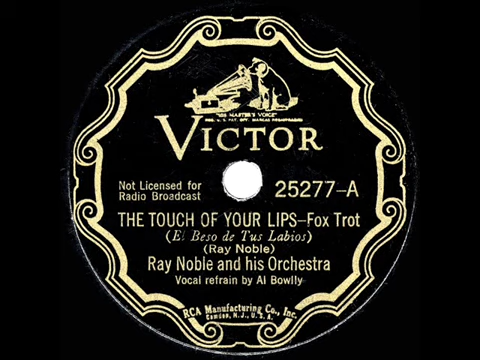 "HIS MASTER'S VOICE"
VICTOR
Not Licensed for
Radio Broadcast
25277-A
THE TOUCH OF YOUR LIPS—Fox Trot
(El Beso de Tus Labios)
(Ray Noble)
Ray Noble and his Orchestra
Vocal refrain by Al Bowlly
RCA Manufacturing Co., Inc.
Camden, N.J., U.S.A.